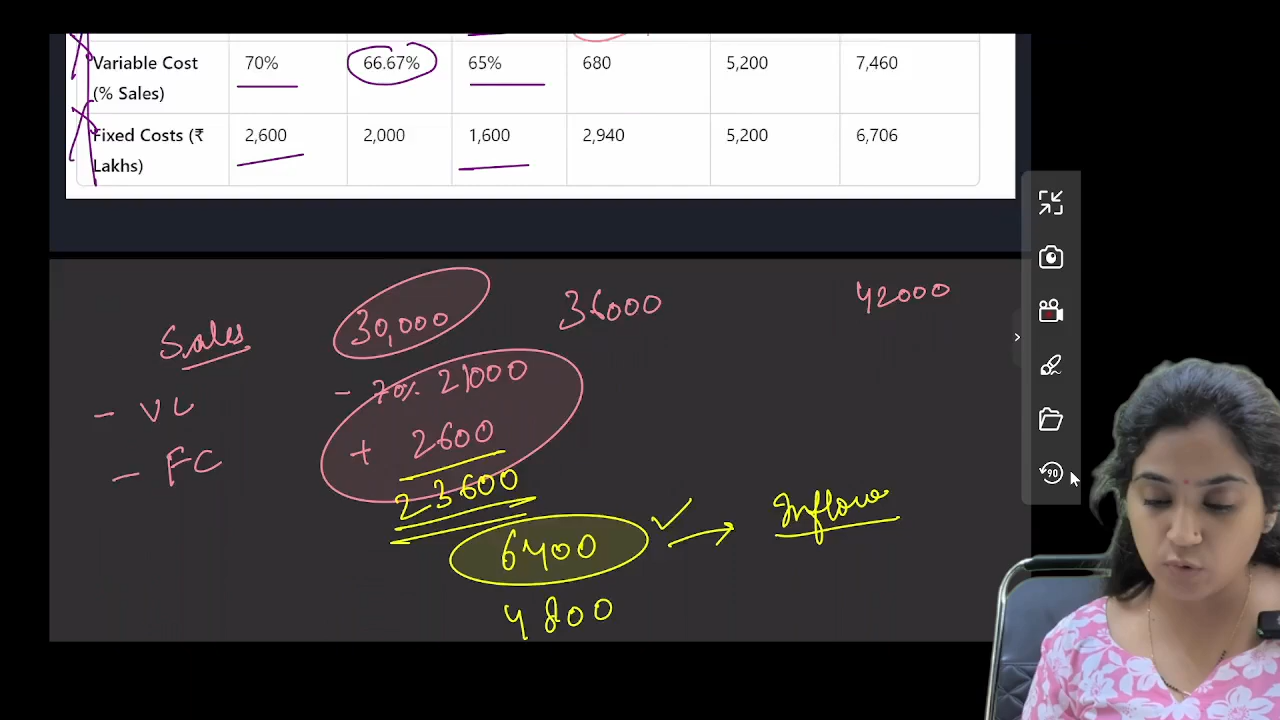 Variable Cost (% Sales) 70% 66.67% 65% 680 5,200 7,460
Fixed Costs (₹ Lakhs) 2,600 2,000 1,600 2,940 5,200 6,706
Sales 30,000 36000 42000
- VC - 70% 21000
- FC + 2600
23600
6400 ✓ → Inflows
4800
90